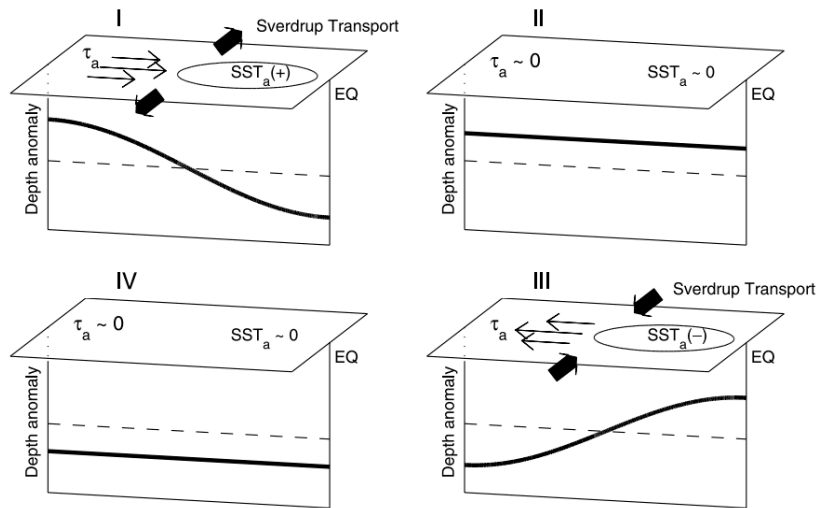 I
Sverdrup Transport
τa
SSTa(+)
EQ
Depth anomaly
II
τa ~ 0
SSTa ~ 0
EQ
Depth anomaly
IV
τa ~ 0
SSTa ~ 0
EQ
Depth anomaly
III
Sverdrup Transport
τa
SSTa(−)
EQ
Depth anomaly